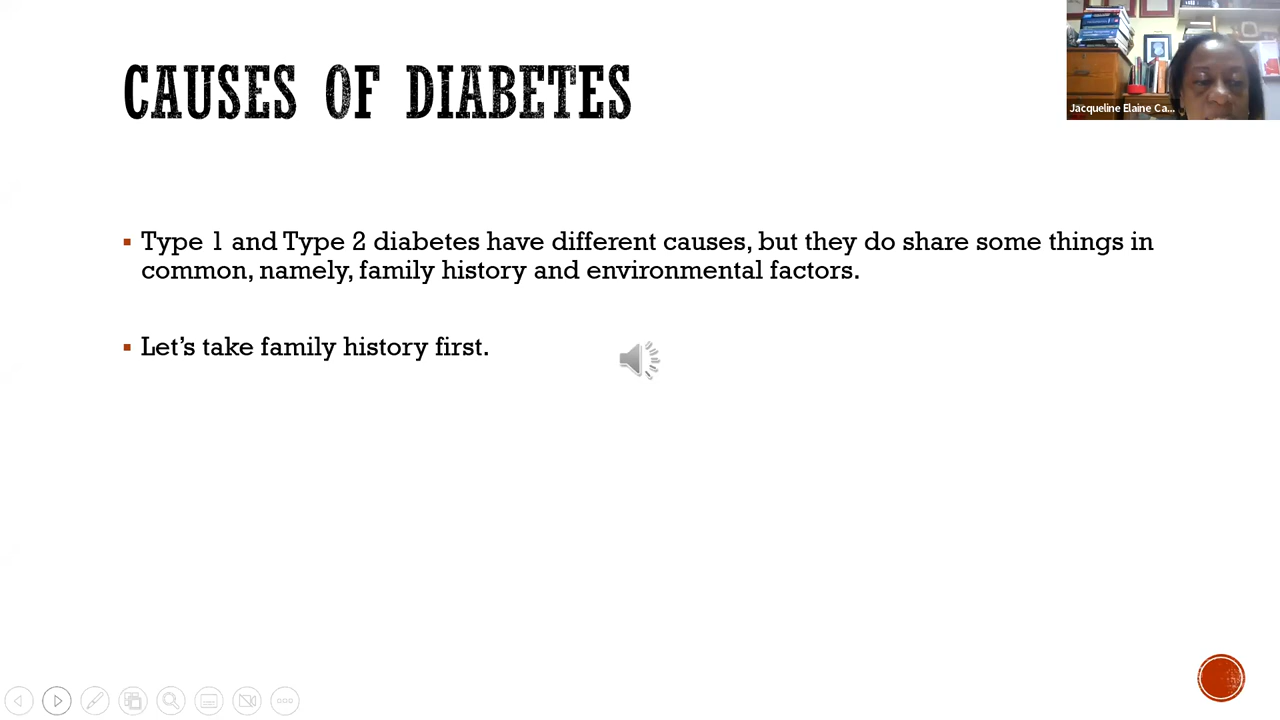 CAUSES OF DIABETES
Jacqueline Elaine Ca...
▪ Type 1 and Type 2 diabetes have different causes, but they do share some things in
common, namely, family history and environmental factors.
▪ Let's take family history first.